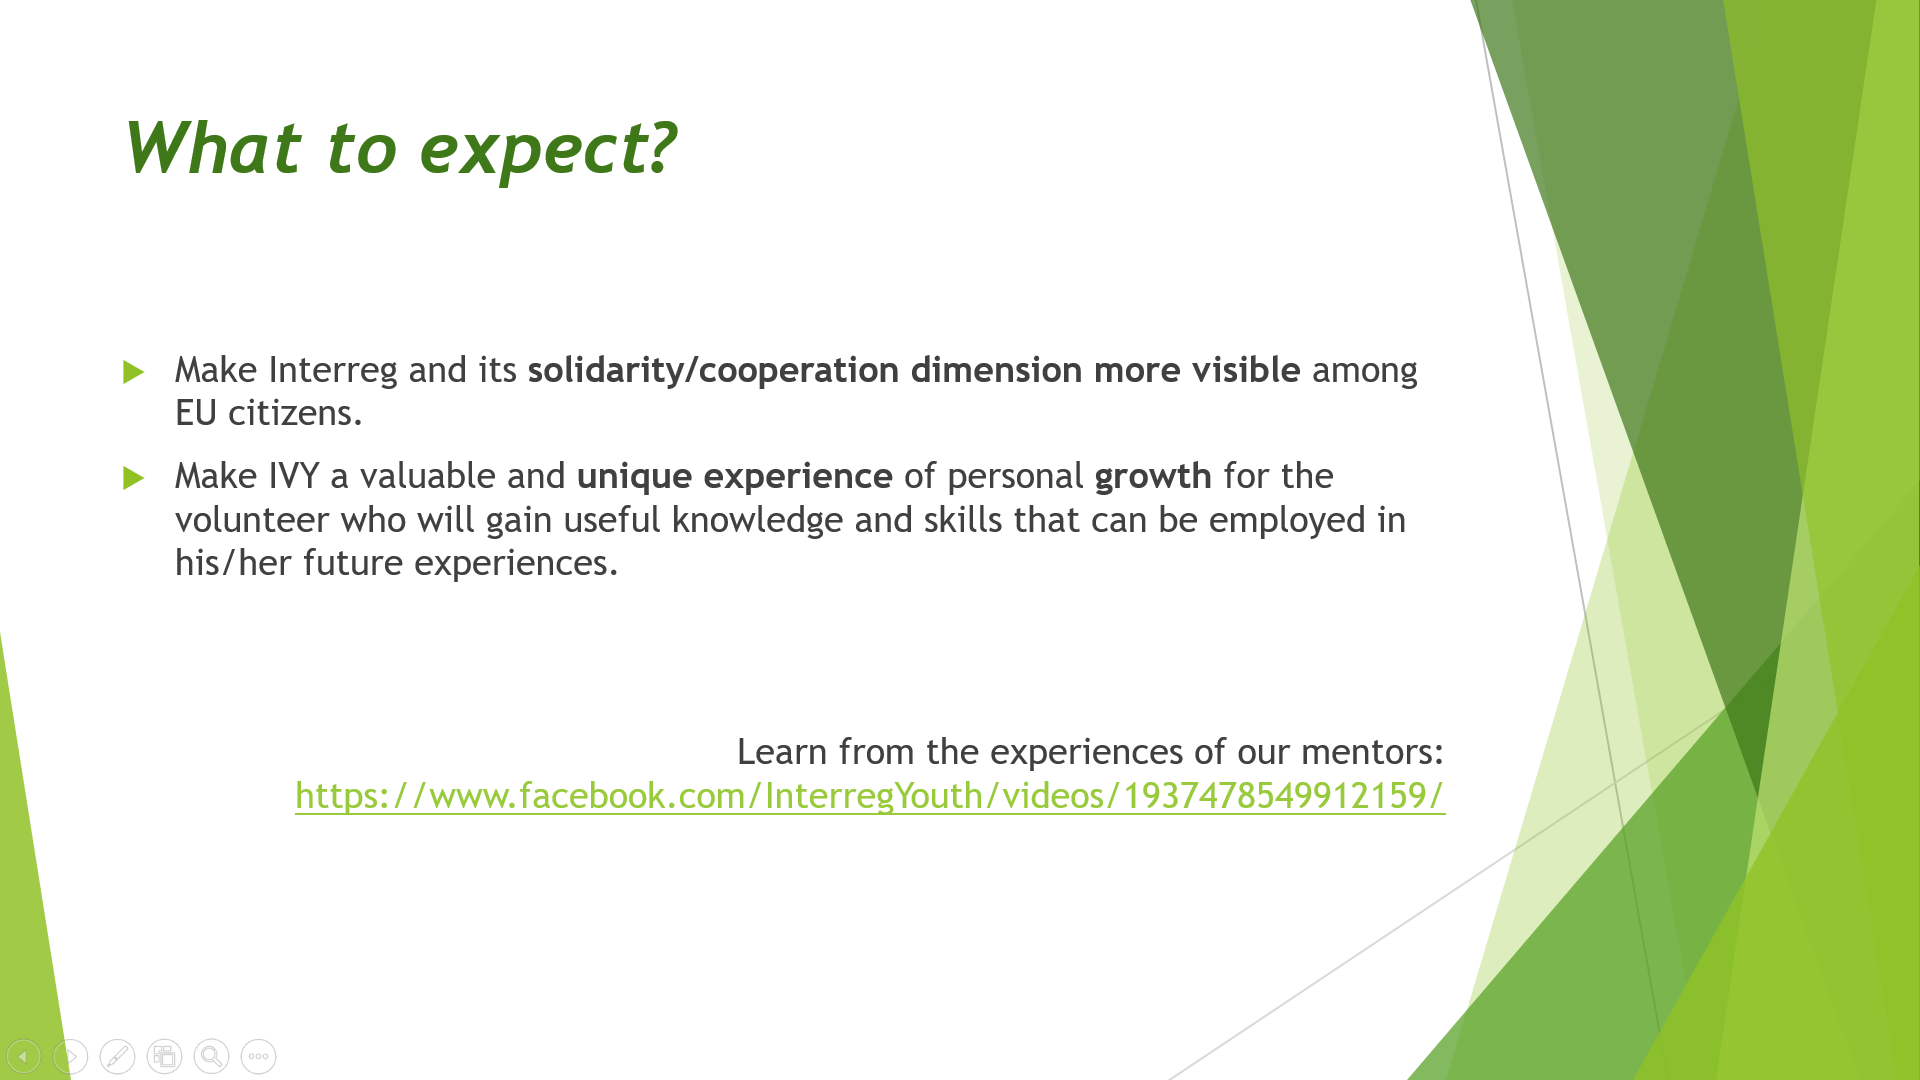 What to expect?
Make Interreg and its solidarity/cooperation dimension more visible among
EU citizens.
Make IVY a valuable and unique experience of personal growth for the
volunteer who will gain useful knowledge and skills that can be employed in
his/her future experiences.
Learn from the experiences of our mentors:
https://www.facebook.com/InterregYouth/videos/1937478549912159/